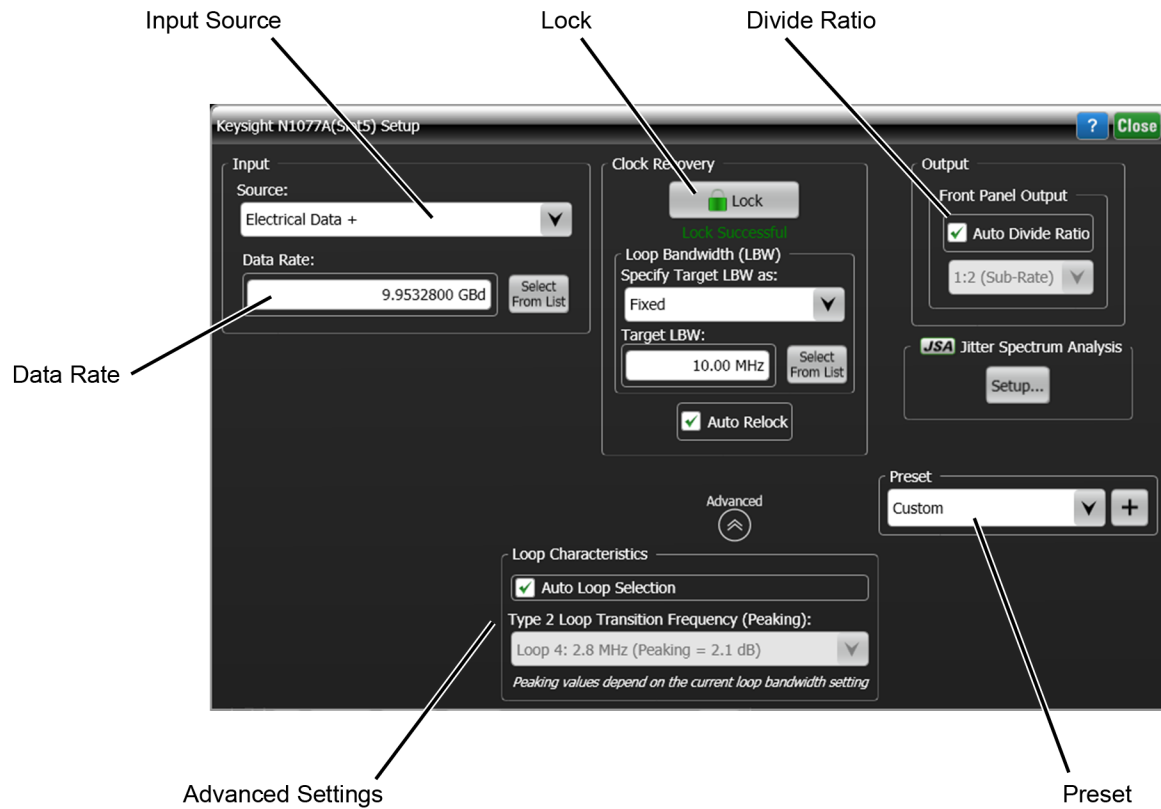 Input Source
Lock
Divide Ratio
Keysight N1077A(Slot5) Setup
?
Close
Input
Source:
Electrical Data +
Data Rate:
9.9532800 GBd
Select
From List
Clock Recovery
Lock
Lock Successful
Loop Bandwidth (LBW)
Specify Target LBW as:
Fixed
Target LBW:
10.00 MHz
Select
From List
Auto Relock
Output
Front Panel Output
Auto Divide Ratio
1:2 (Sub-Rate)
JSA Jitter Spectrum Analysis
Setup...
Data Rate
Preset
Custom
+
Advanced
Loop Characteristics
Auto Loop Selection
Type 2 Loop Transition Frequency (Peaking):
Loop 4: 2.8 MHz (Peaking = 2.1 dB)
Peaking values depend on the current loop bandwidth setting
Advanced Settings
Preset